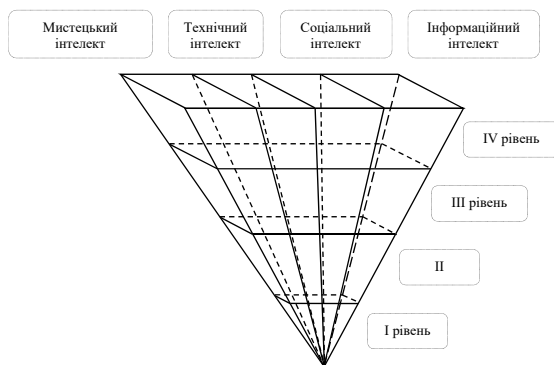 Мистецький
інтелект
Технічний
інтелект
Соціальний
інтелект
Інформаційний
інтелект
IV рівень
III рівень
II
I рівень